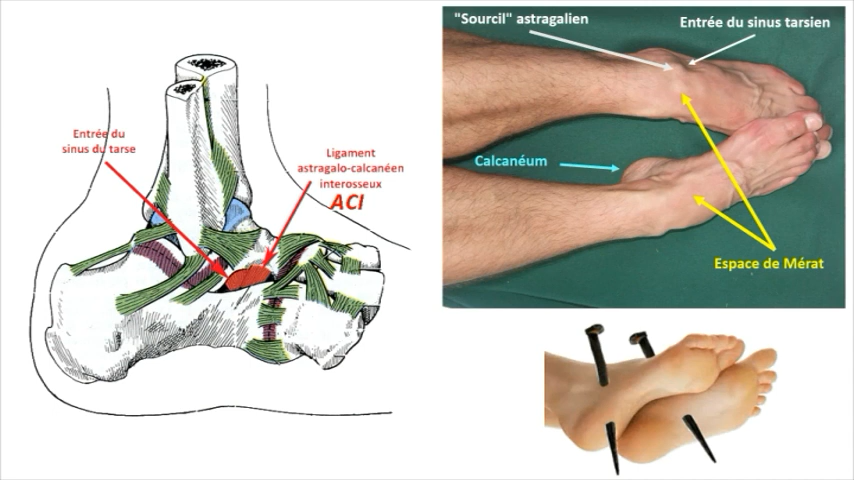 Entrée du
sinus du tarse
Ligament
astragalo-calcanéen
interosseux
ACI
"Sourcil" astragalien
Entrée du sinus tarsien
Calcanéum
Espace de Mérat